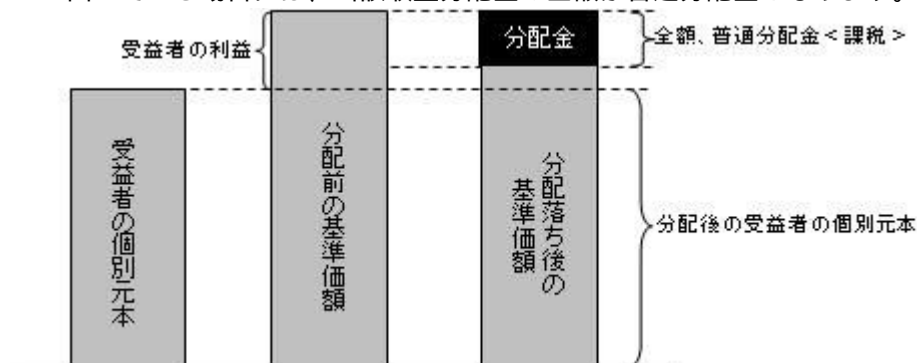 受益者の利益
分配金
全額、普通分配金＜課税＞
受益者の個別元本
分配前の基準価額
分配落ち後の
基準価額
分配後の受益者の個別元本